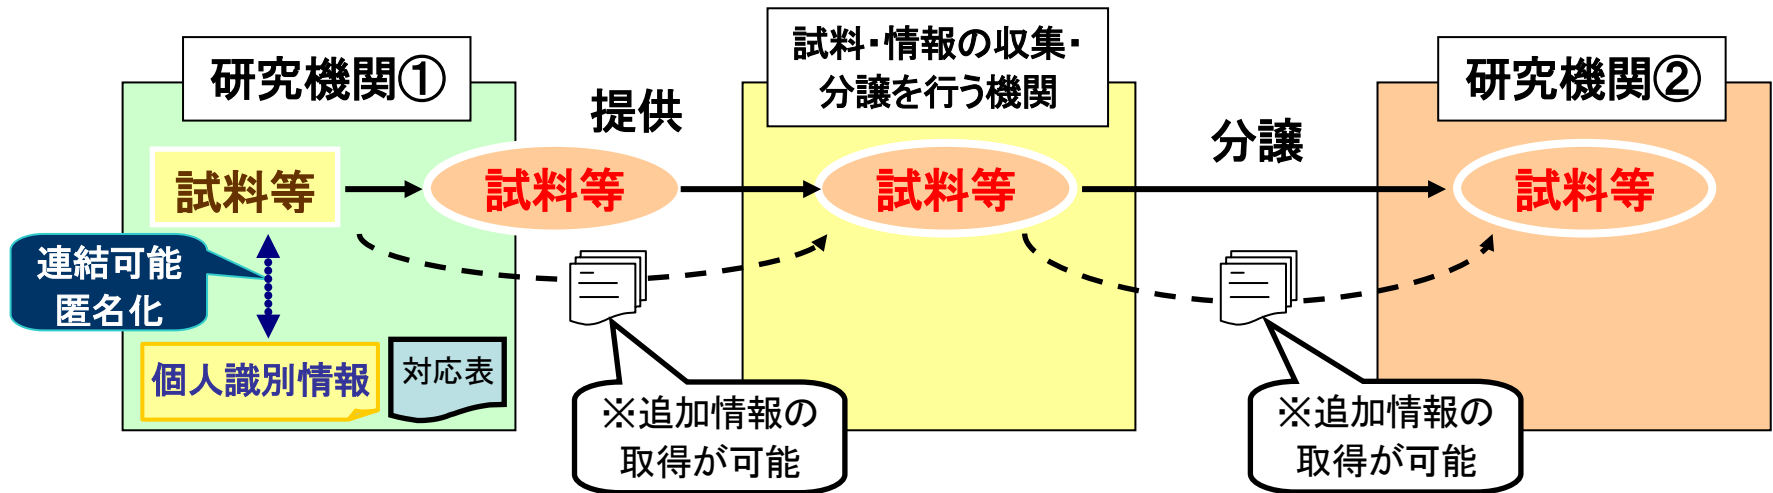 研究機関①
試料・情報の収集・
分譲を行う機関
研究機関②
提供
分譲
試料等
試料等
試料等
試料等
連結可能
匿名化
個人識別情報
対応表
※追加情報の
取得が可能
※追加情報の
取得が可能